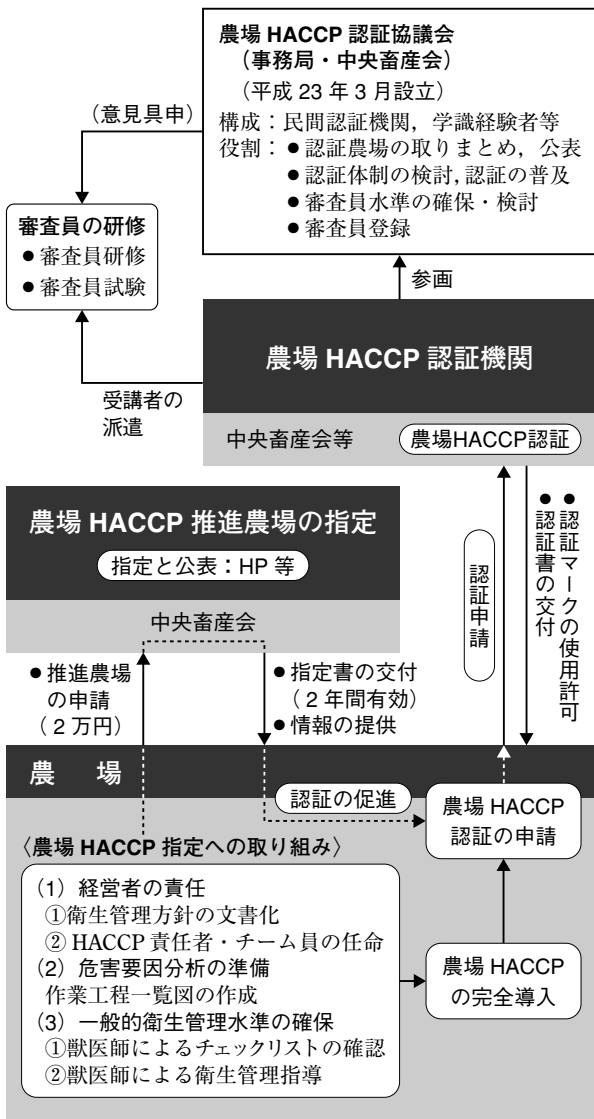 農場 HACCP 認証協議会
（事務局・中央畜産会）
（平成 23 年 3 月設立）
構成：民間認証機関，学識経験者等
役割：● 認証農場の取りまとめ，公表
● 認証体制の検討，認証の普及
● 審査員水準の確保・検討
● 審査員登録
（意見具申）
審査員の研修
● 審査員研修
● 審査員試験
参画
農場 HACCP 認証機関
受講者の
派遣
中央畜産会等
農場HACCP認証
農場 HACCP 推進農場の指定
指定と公表：HP 等
中央畜産会
● 推進農場
の申請
（ 2 万円）
● 指定書の交付
（ 2 年間有効）
● 情報の提供
認証申請
● 認証マークの使用許可
● 認証書の交付
農　場
認証の促進
農場 HACCP
認証の申請
〈農場 HACCP 指定への取り組み〉
（1）経営者の責任
①衛生管理方針の文書化
② HACCP 責任者・チーム員の任命
（2）危害要因分析の準備
作業工程一覧図の作成
（3）一般的衛生管理水準の確保
①獣医師によるチェックリストの確認
②獣医師による衛生管理指導
農場 HACCP
の完全導入